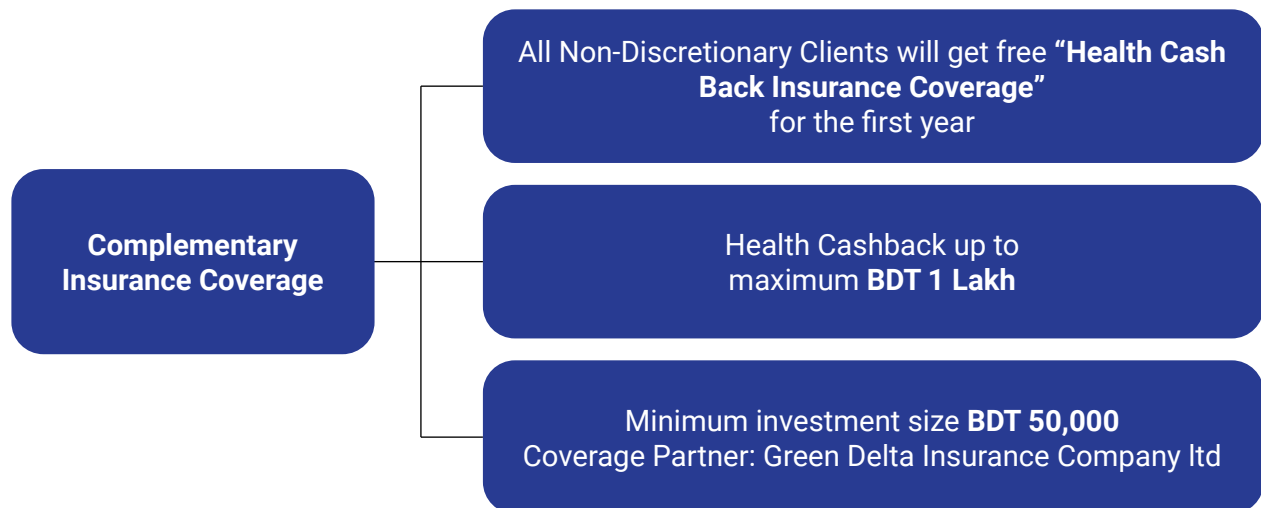 Complementary
Insurance Coverage
All Non-Discretionary Clients will get free “Health Cash
Back Insurance Coverage”
for the first year
Health Cashback up to
maximum BDT 1 Lakh
Minimum investment size BDT 50,000
Coverage Partner: Green Delta Insurance Company ltd